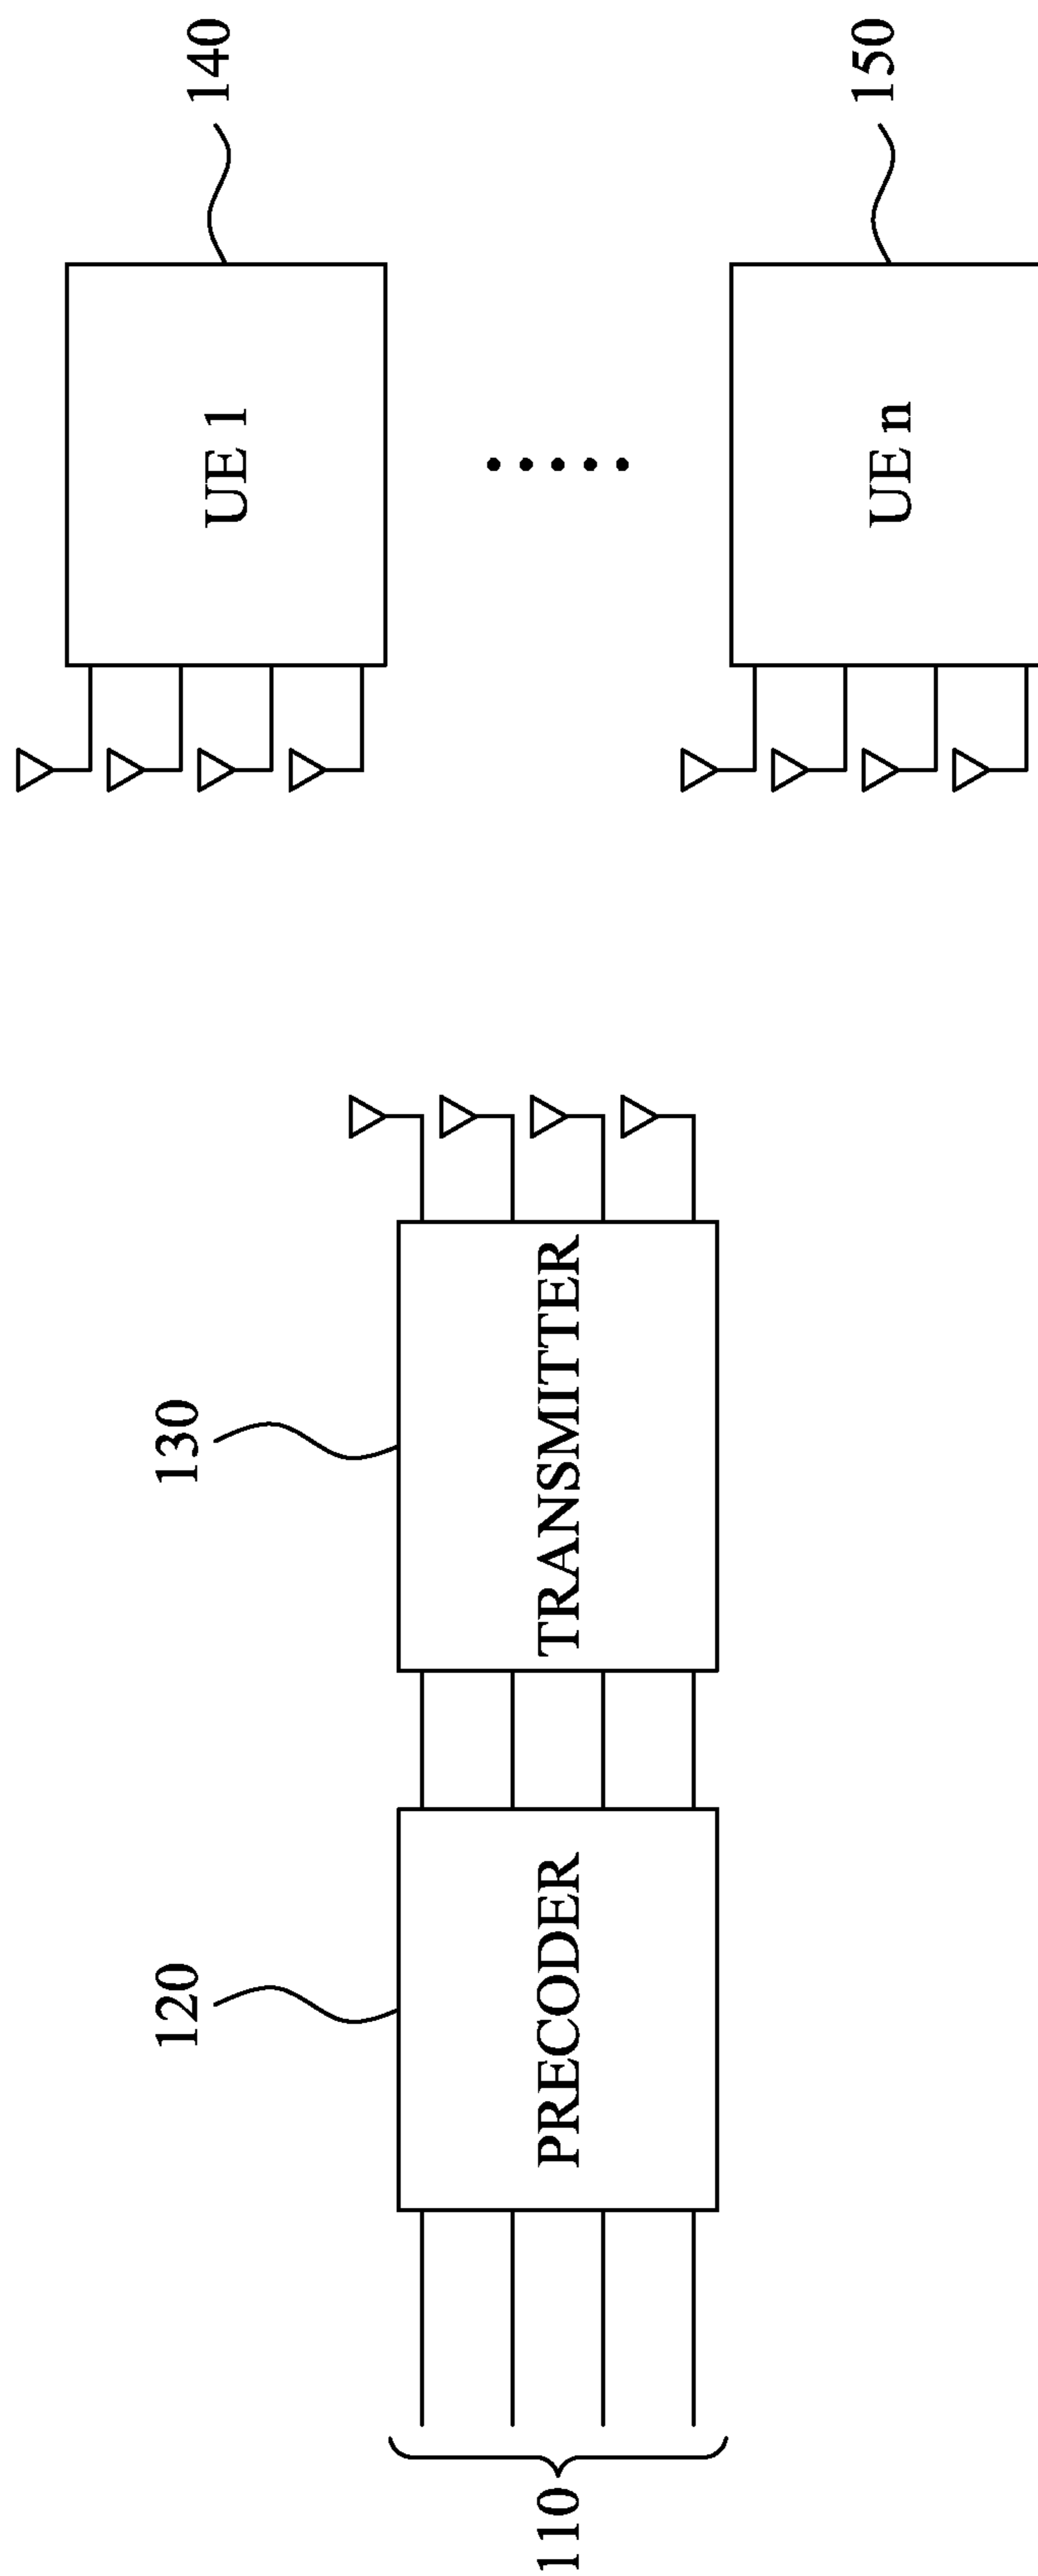 110
120
PRECODER
130
TRANSMITTER
140
UE 1
150
UE n